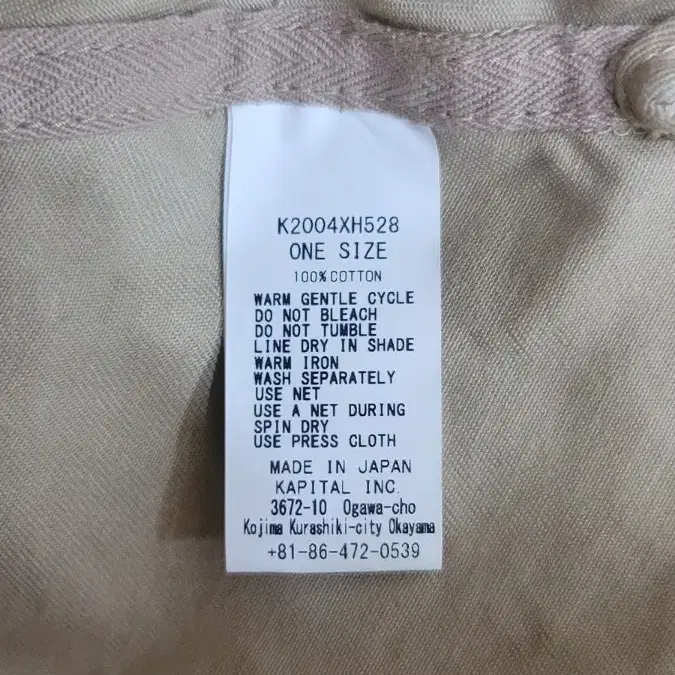 K2004XH528
ONE SIZE
100%COTTON
WARM GENTLE CYCLE
DO NOT BLEACH
DO NOT TUMBLE
LINE DRY IN SHADE
WARM IRON
WASH SEPARATELY
USE NET
USE A NET DURING
SPIN DRY
USE PRESS CLOTH
MADE IN JAPAN
KAPITAL INC.
3672-10 Ogawa-cho
Kojima Kurashiki-city Okayama
+81-86-472-0539